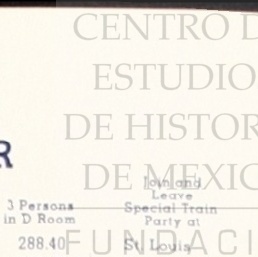 CENTRO D
ESTUDIO
DE HISTOR
DE MEXIC
R
3 Persons
in D Room
288.40
Join and
Leave
Special Train
Party at
St. Louis
FUNDACI